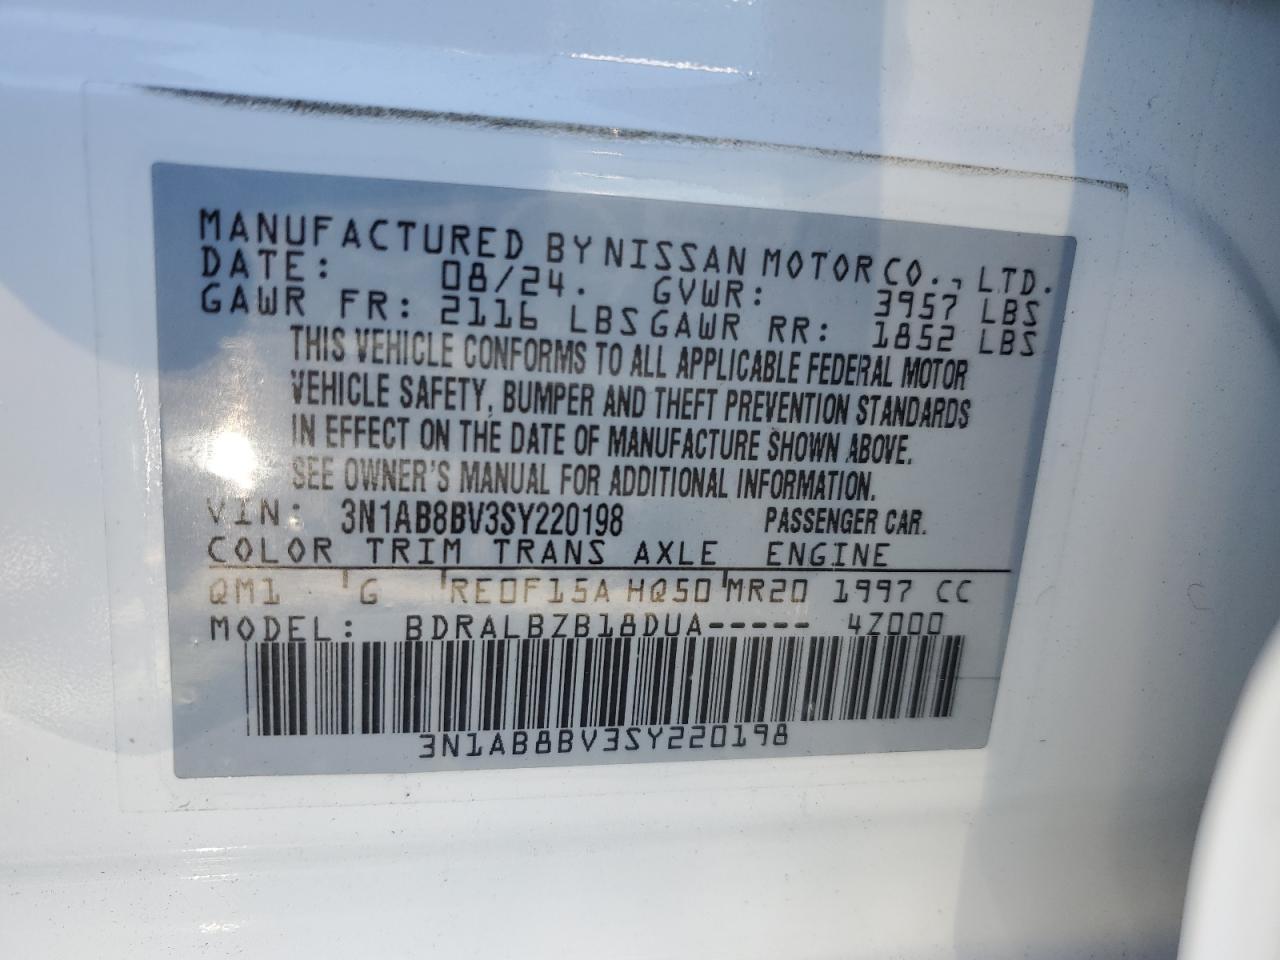 MANUFACTURED BY NISSAN MOTOR CO., LTD.
DATE: 08/24. GVWR: 3957 LBS
GAWR FR: 2116 LBS GAWR RR: 1852 LBS
THIS VEHICLE CONFORMS TO ALL APPLICABLE FEDERAL MOTOR
VEHICLE SAFETY, BUMPER AND THEFT PREVENTION STANDARDS
IN EFFECT ON THE DATE OF MANUFACTURE SHOWN ABOVE.
SEE OWNER'S MANUAL FOR ADDITIONAL INFORMATION.
VIN: 3N1AB8BV3SY220198 PASSENGER CAR.
COLOR TRIM TRANS AXLE ENGINE
QM1 G RE0F15A HQ50 MR20 1997 CC
MODEL: BDRALBZB18DUA----- 4Z000
3N1AB8BV3SY220198